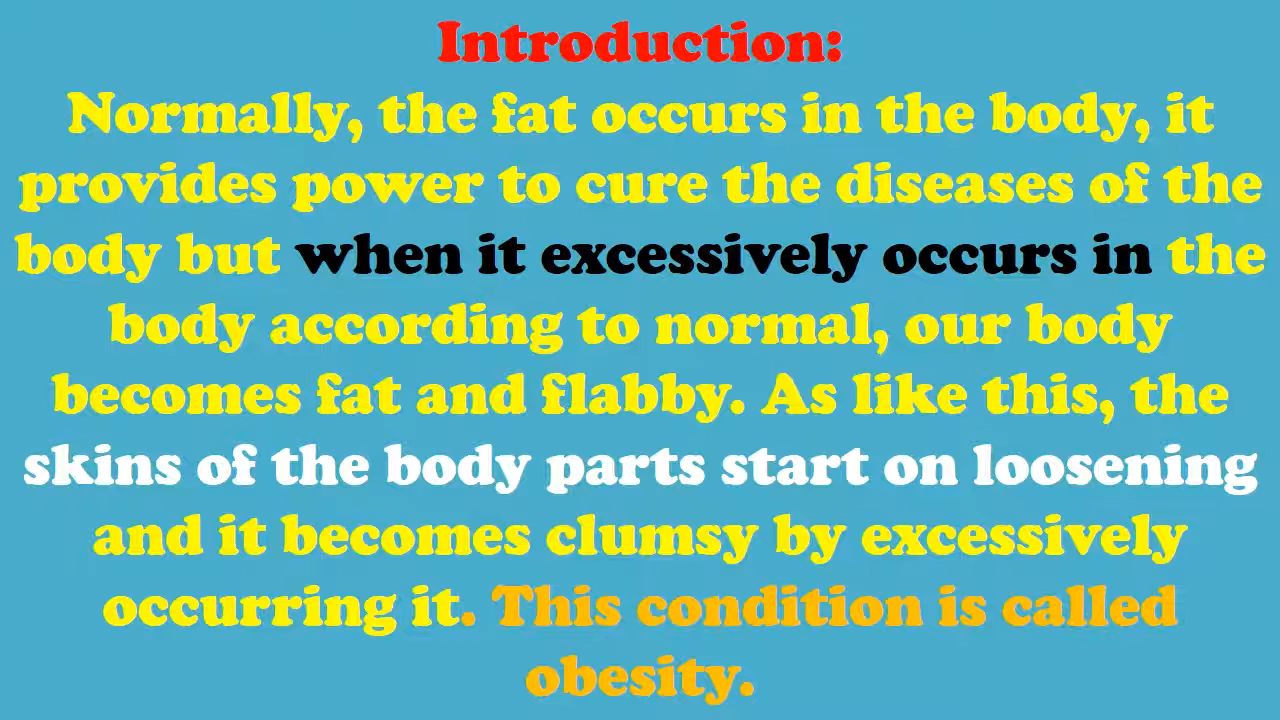 Introduction:
Normally, the fat occurs in the body, it
provides power to cure the diseases of the
body but when it excessively occurs in the
body according to normal, our body
becomes fat and flabby. As like this, the
skins of the body parts start on loosening
and it becomes clumsy by excessively
occurring it. This condition is called
obesity.